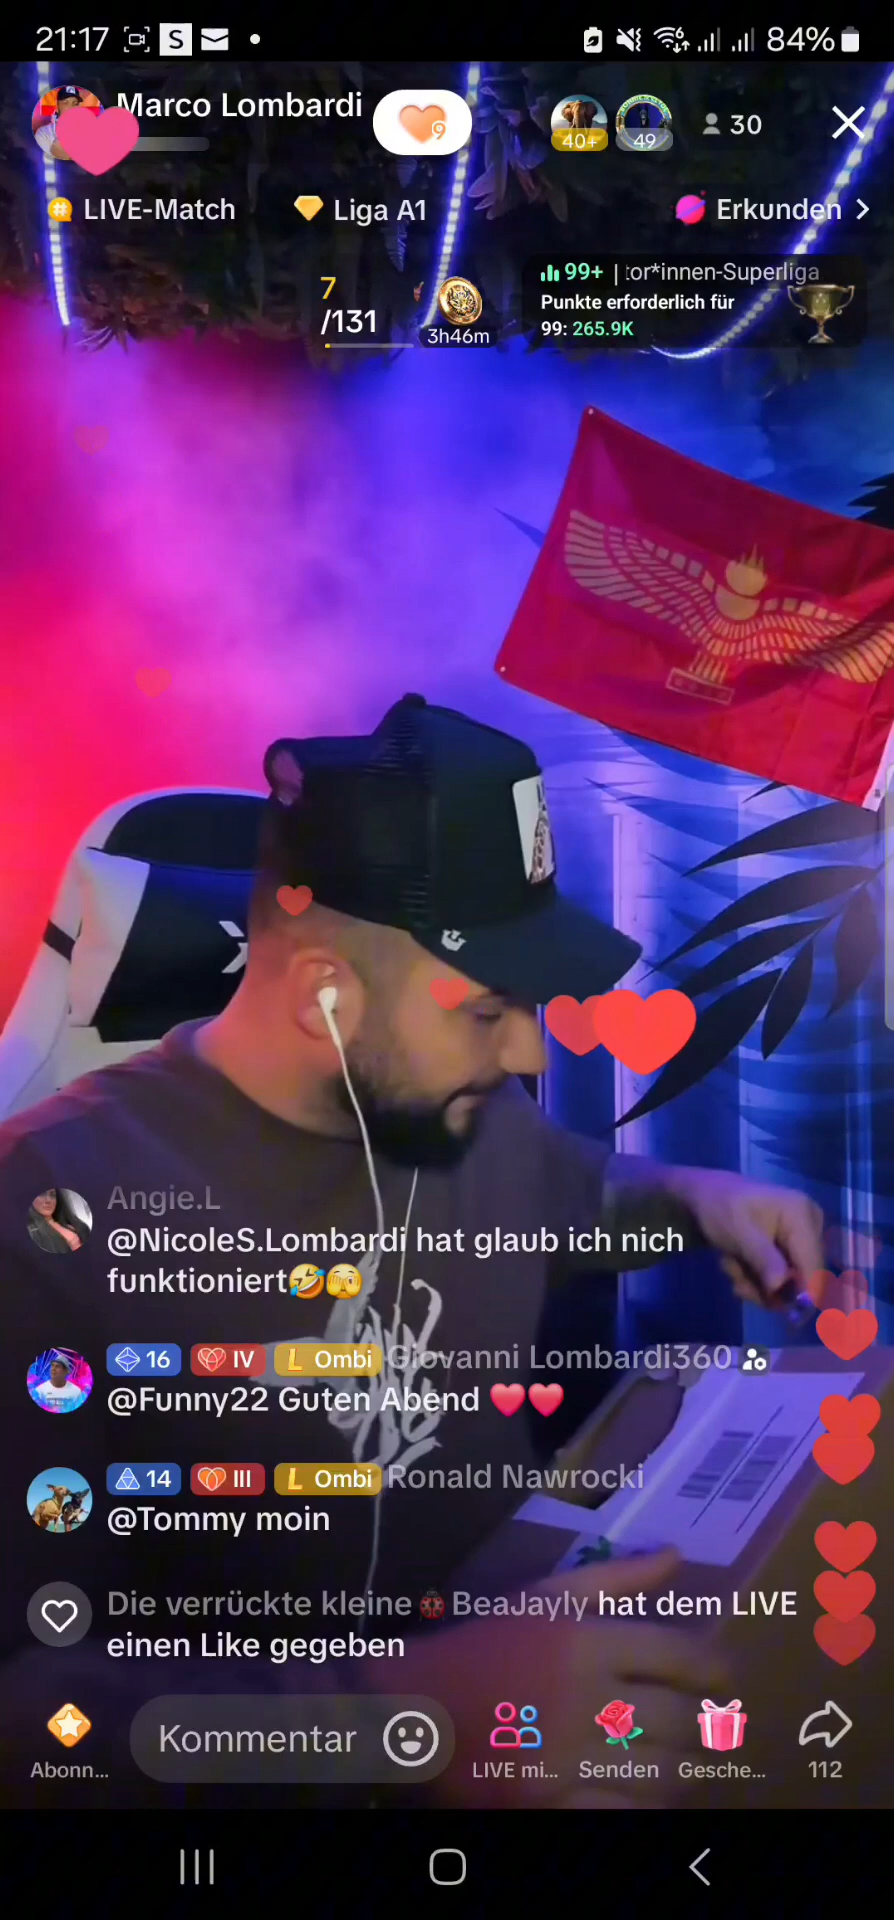 21:17 S 84%
Marco Lombardi
40+ 49 30
LIVE-Match Liga A1 Erkunden
7
/131
3h46m
99+ | tor*innen-Superliga
Punkte erforderlich für
99: 265.9K
Angie.L
@NicoleS.Lombardi hat glaub ich nich
funktioniert🤣🫣
16 IV L Ombi Giovanni Lombardi360
@Funny22 Guten Abend ❤️❤️
14 III L Ombi Ronald Nawrocki
@Tommy moin
Die verrückte kleine🐞BeaJayly hat dem LIVE
einen Like gegeben
Kommentar
Abonn... LIVE mi... Senden Gesche... 112